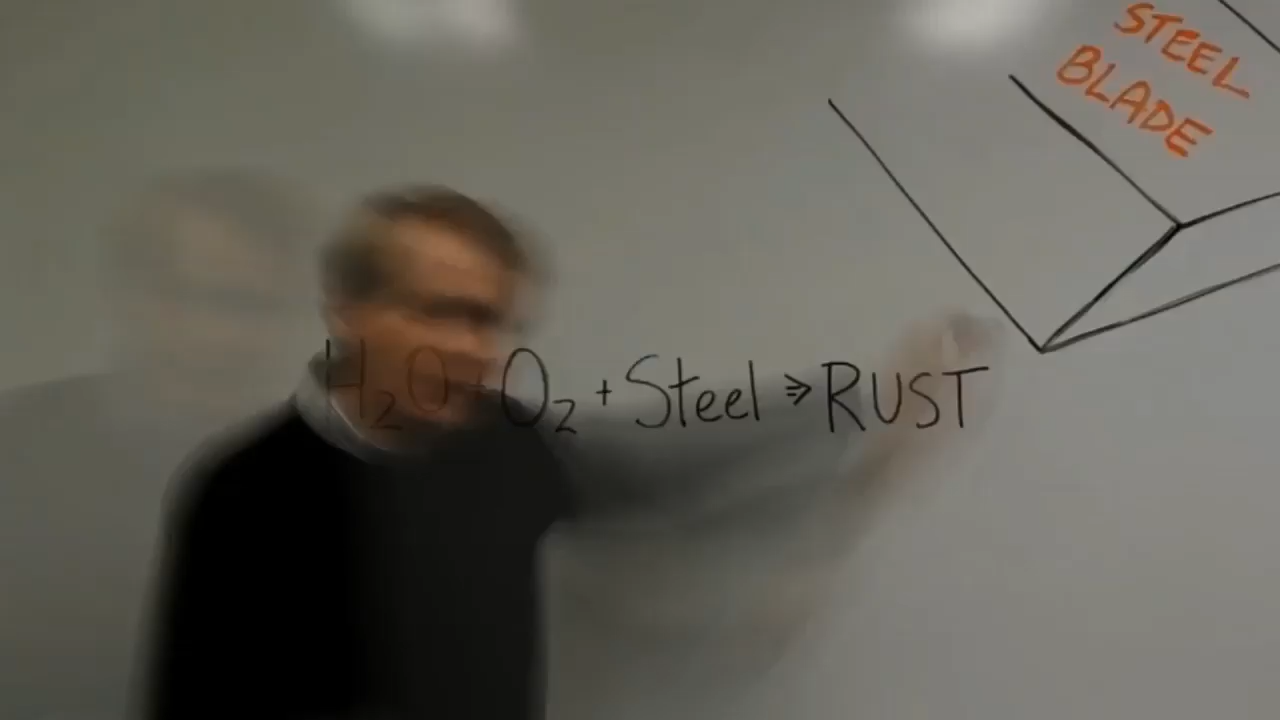 STEEL
BLADE
H₂O + O₂ + Steel ⇒ RUST